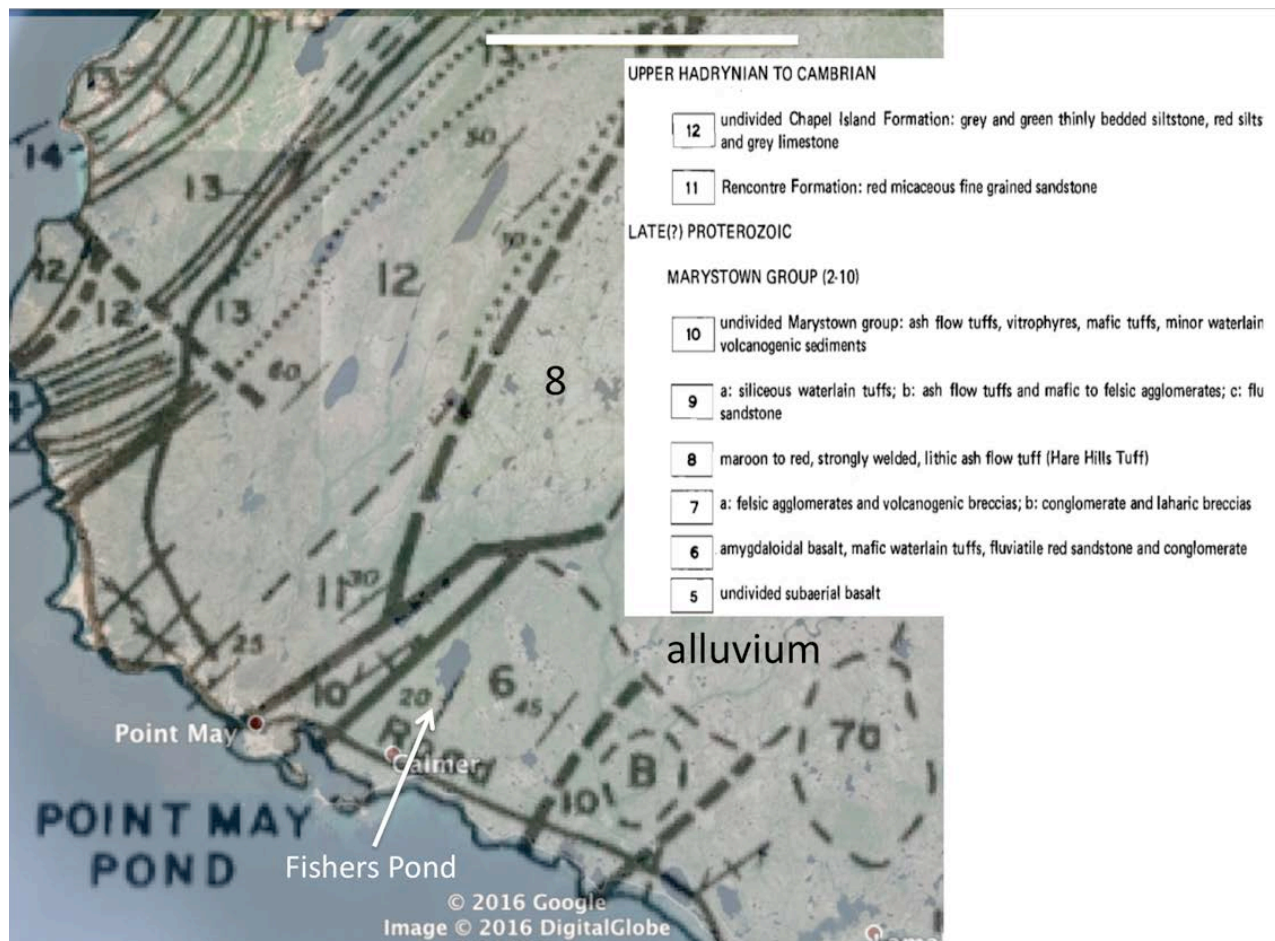 UPPER HADRYNIAN TO CAMBRIAN
12 undivided Chapel Island Formation: grey and green thinly bedded siltstone, red silts
and grey limestone
11 Rencontre Formation: red micaceous fine grained sandstone
LATE(?) PROTEROZOIC
MARYSTOWN GROUP (2-10)
10 undivided Marystown group: ash flow tuffs, vitrophyres, mafic tuffs, minor waterlain
volcanogenic sediments
9 a: siliceous waterlain tuffs; b: ash flow tuffs and mafic to felsic agglomerates; c: flu
sandstone
8 maroon to red, strongly welded, lithic ash flow tuff (Hare Hills Tuff)
7 a: felsic agglomerates and volcanogenic breccias; b: conglomerate and laharic breccias
6 amygdaloidal basalt, mafic waterlain tuffs, fluviatile red sandstone and conglomerate
5 undivided subaerial basalt
13
13
50
14
13
12
12
12
13
60
8
11
30
25
alluvium
10
20
6
45
7a
Point May
Road
Calmer
B
10
POINT MAY
POND
Fishers Pond
© 2016 Google
Image © 2016 DigitalGlobe